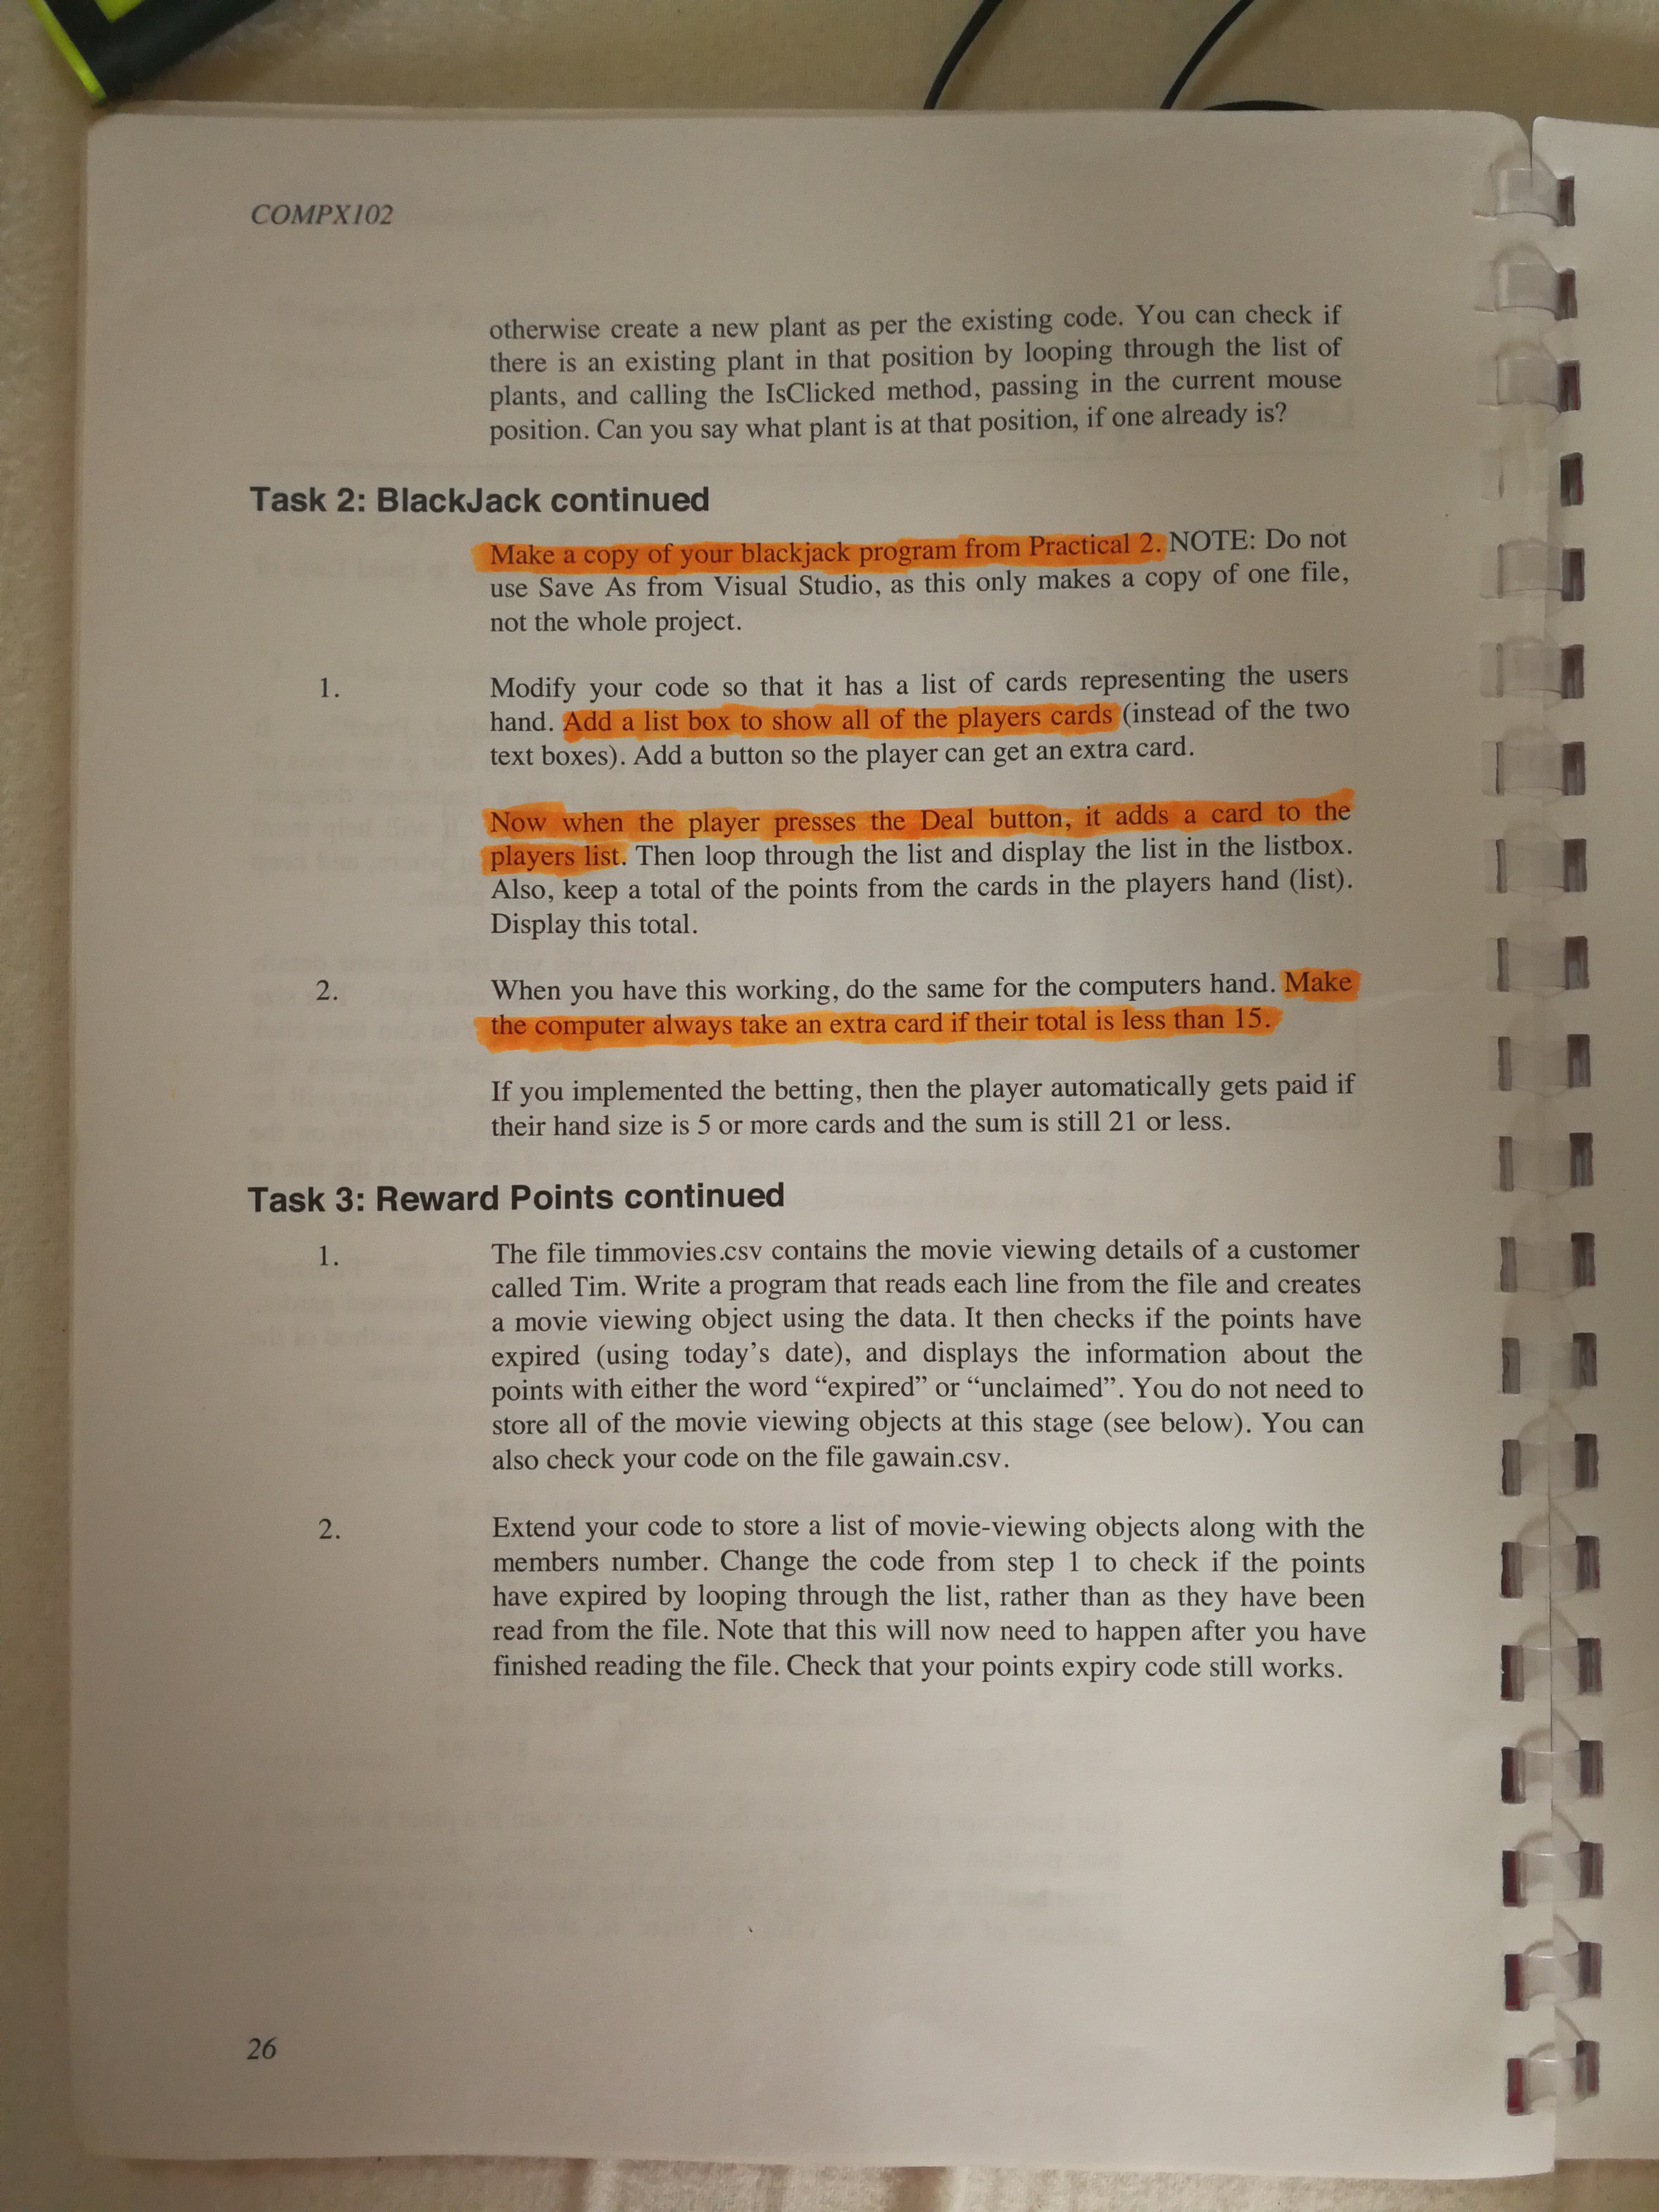 COMPX102
otherwise create a new plant as per the existing code. You can check if
there is an existing plant in that position by looping through the list of
plants, and calling the IsClicked method, passing in the current mouse
position. Can you say what plant is at that position, if one already is?
Task 2: BlackJack continued
Make a copy of your blackjack program from Practical 2. NOTE: Do not
use Save As from Visual Studio, as this only makes a copy of one file,
not the whole project.
1. Modify your code so that it has a list of cards representing the users
hand. Add a list box to show all of the players cards (instead of the two
text boxes). Add a button so the player can get an extra card.
Now when the player presses the Deal button, it adds a card to the
players list. Then loop through the list and display the list in the listbox.
Also, keep a total of the points from the cards in the players hand (list).
Display this total.
2. When you have this working, do the same for the computers hand. Make
the computer always take an extra card if their total is less than 15.
If you implemented the betting, then the player automatically gets paid if
their hand size is 5 or more cards and the sum is still 21 or less.
Task 3: Reward Points continued
1. The file timmovies.csv contains the movie viewing details of a customer
called Tim. Write a program that reads each line from the file and creates
a movie viewing object using the data. It then checks if the points have
expired (using today's date), and displays the information about the
points with either the word “expired” or “unclaimed”. You do not need to
store all of the movie viewing objects at this stage (see below). You can
also check your code on the file gawain.csv.
2. Extend your code to store a list of movie-viewing objects along with the
members number. Change the code from step 1 to check if the points
have expired by looping through the list, rather than as they have been
read from the file. Note that this will now need to happen after you have
finished reading the file. Check that your points expiry code still works.
26